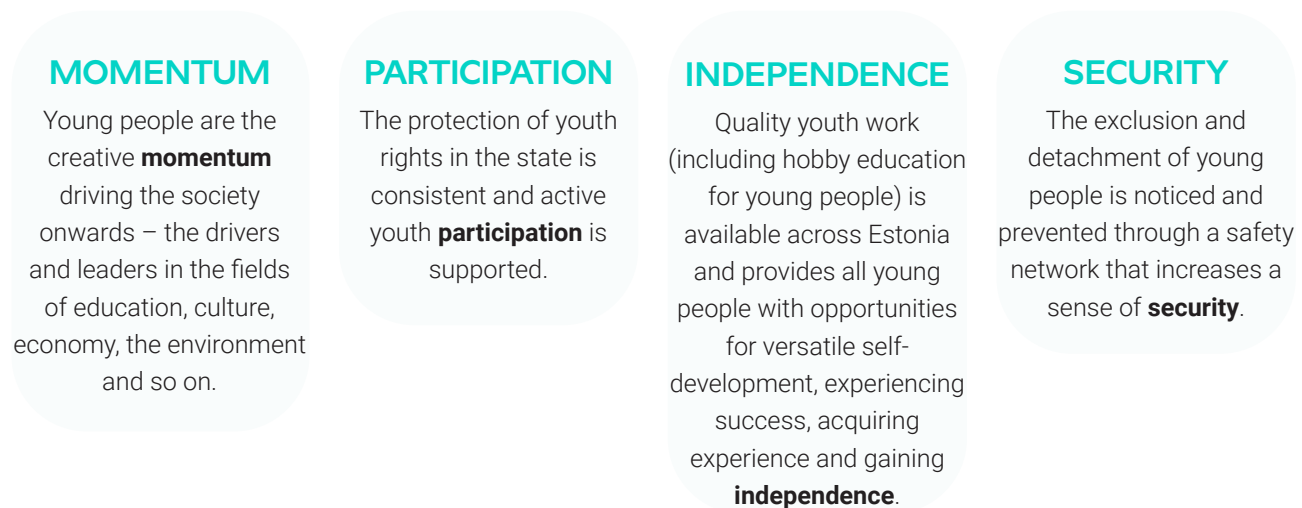 MOMENTUM
Young people are the
creative momentum
driving the society
onwards – the drivers
and leaders in the fields
of education, culture,
economy, the environment
and so on.
PARTICIPATION
The protection of youth
rights in the state is
consistent and active
youth participation is
supported.
INDEPENDENCE
Quality youth work
(including hobby education
for young people) is
available across Estonia
and provides all young
people with opportunities
for versatile self-
development, experiencing
success, acquiring
experience and gaining
independence.
SECURITY
The exclusion and
detachment of young
people is noticed and
prevented through a safety
network that increases a
sense of security.